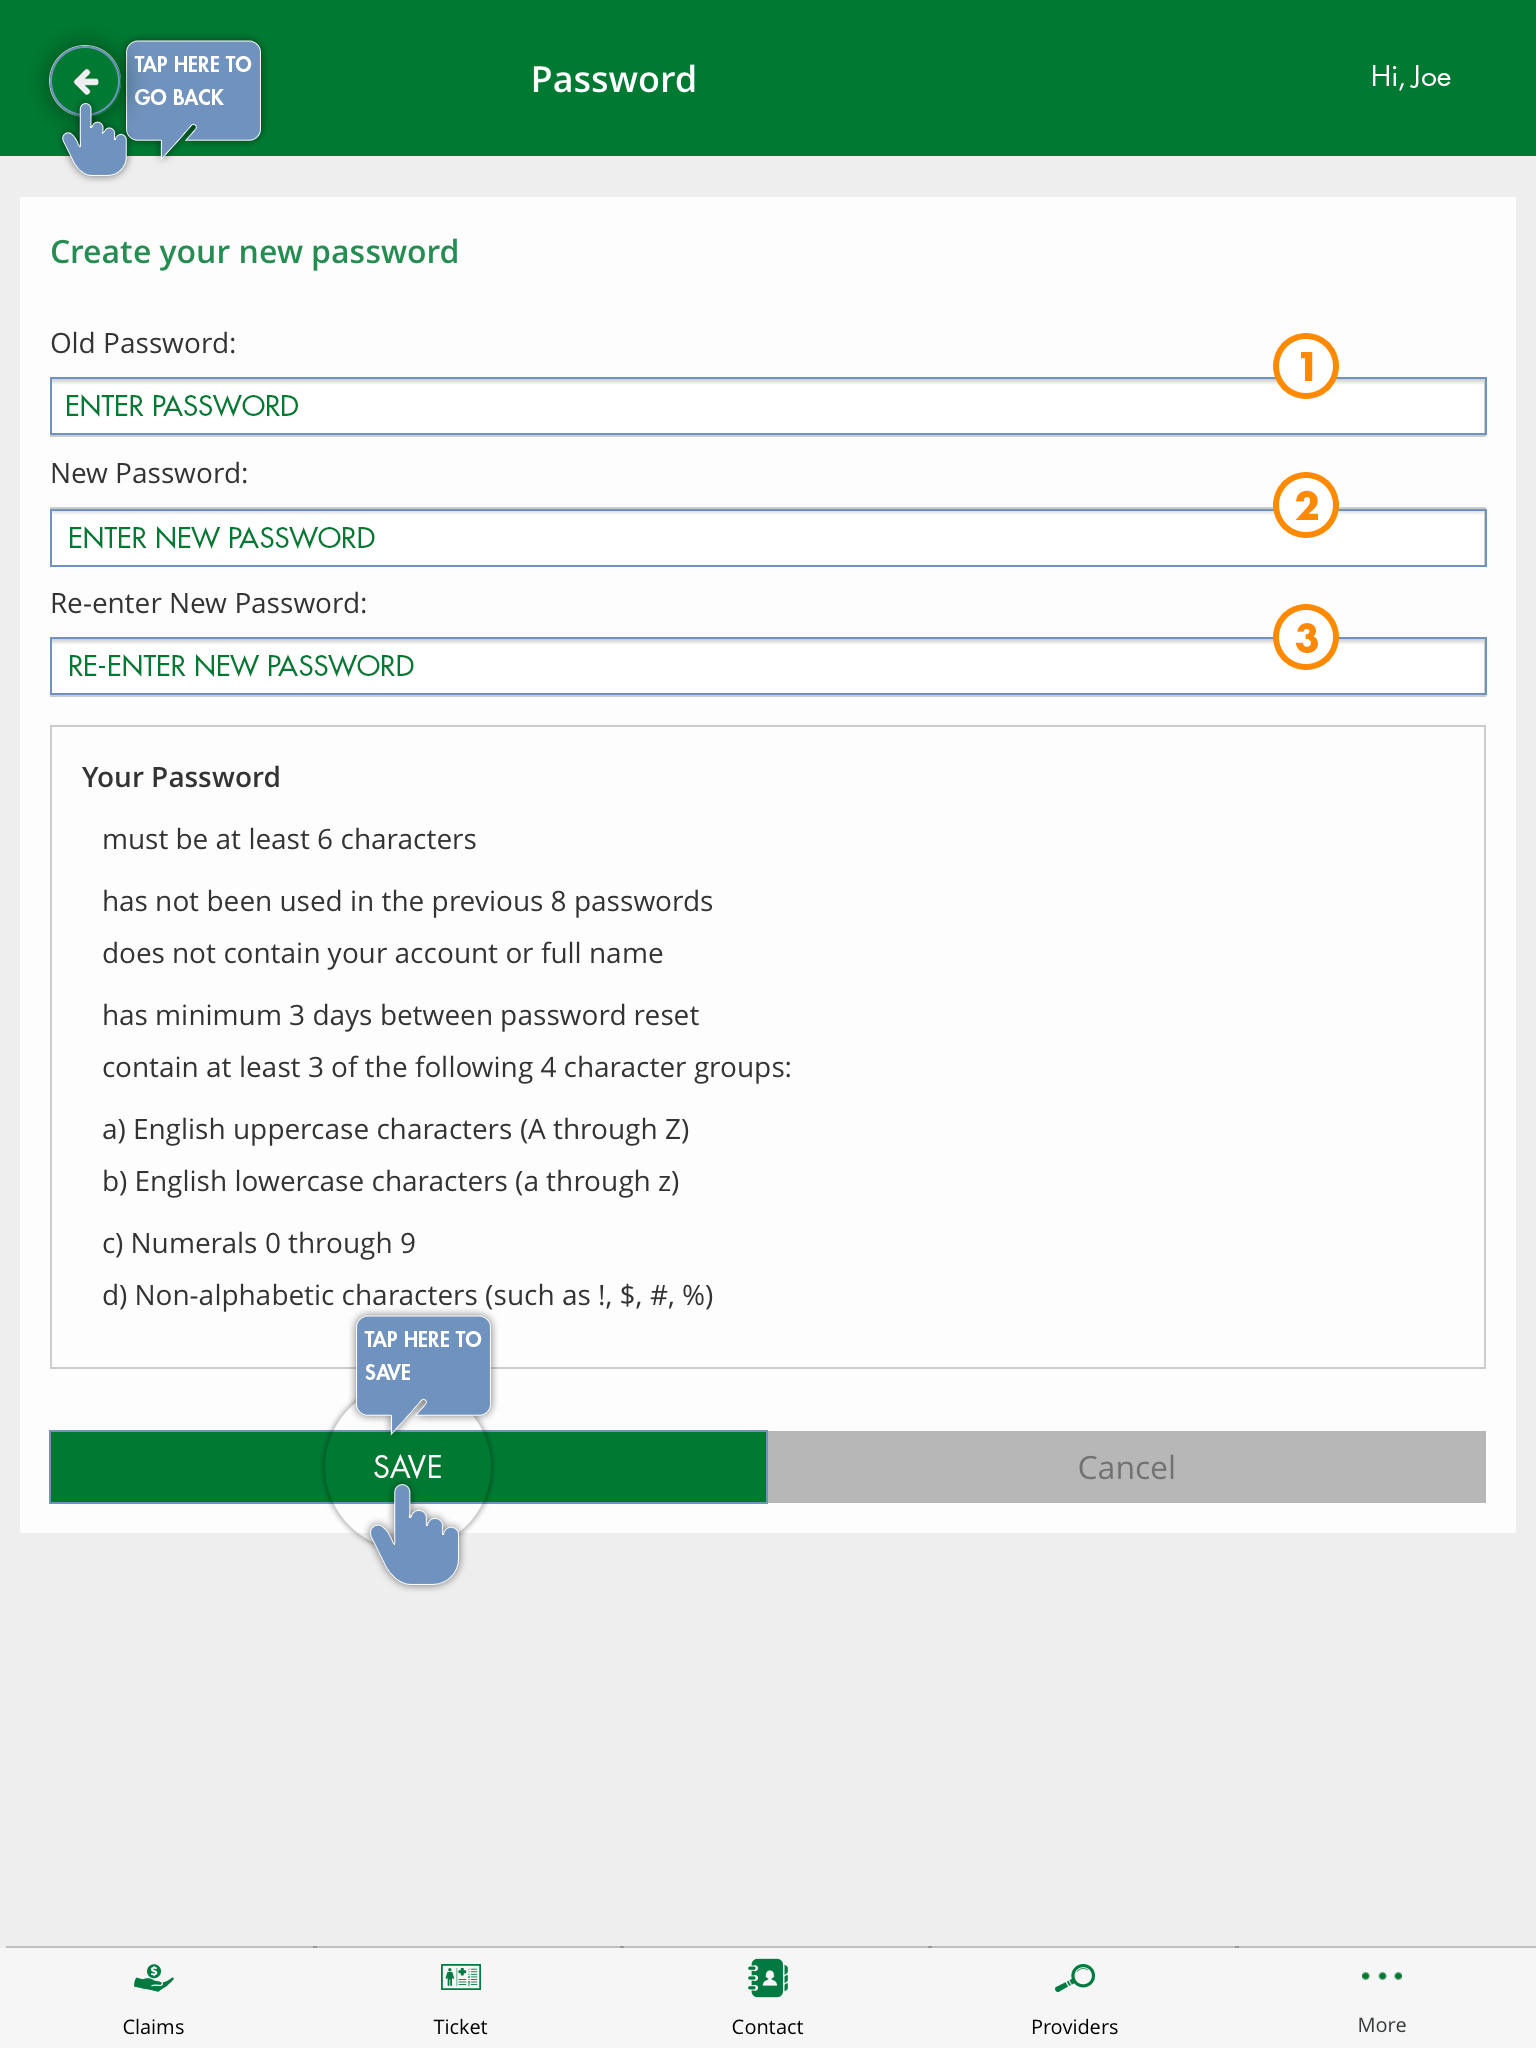 TAP HERE TO
GO BACK
Password
Hi, Joe
Create your new password
Old Password:
1
ENTER PASSWORD
New Password:
2
ENTER NEW PASSWORD
Re-enter New Password:
3
RE-ENTER NEW PASSWORD
Your Password
must be at least 6 characters
has not been used in the previous 8 passwords
does not contain your account or full name
has minimum 3 days between password reset
contain at least 3 of the following 4 character groups:
a) English uppercase characters (A through Z)
b) English lowercase characters (a through z)
c) Numerals 0 through 9
d) Non-alphabetic characters (such as !, $, #, %)
TAP HERE TO
SAVE
SAVE
Cancel
Claims
Ticket
Contact
Providers
More